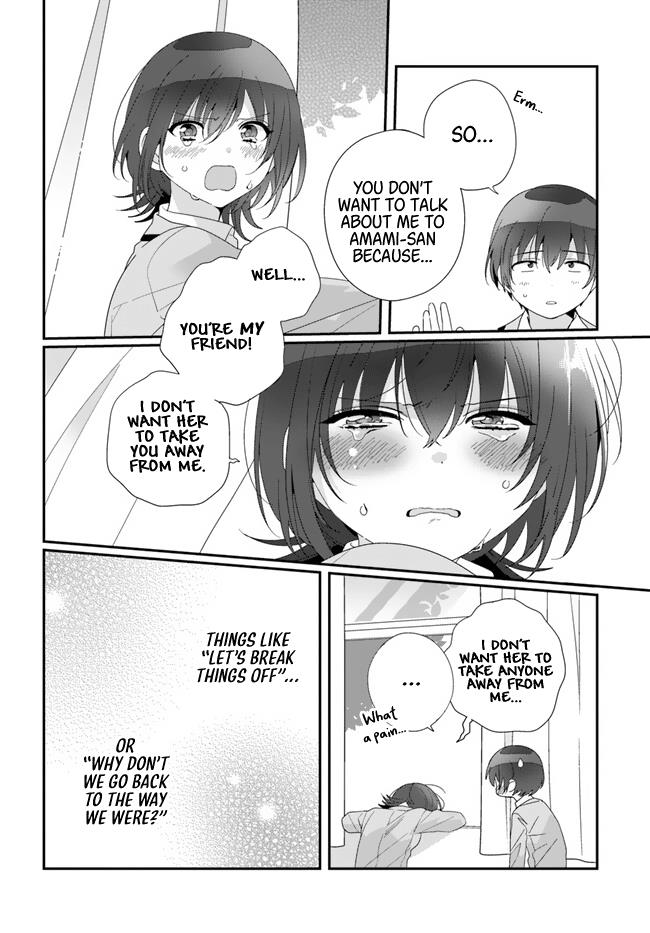 Erm...
SO...
YOU DON'T
WANT TO TALK
ABOUT ME TO
AMAMI-SAN
BECAUSE...
WELL...
YOU'RE MY
FRIEND!
I DON'T
WANT HER
TO TAKE
YOU AWAY
FROM ME.
I DON'T
WANT HER TO
TAKE ANYONE
AWAY FROM
ME...
...
What
a pain...
THINGS LIKE
"LET'S BREAK
THINGS OFF"...
OR
"WHY DON'T
WE GO BACK
TO THE WAY
WE WERE?"